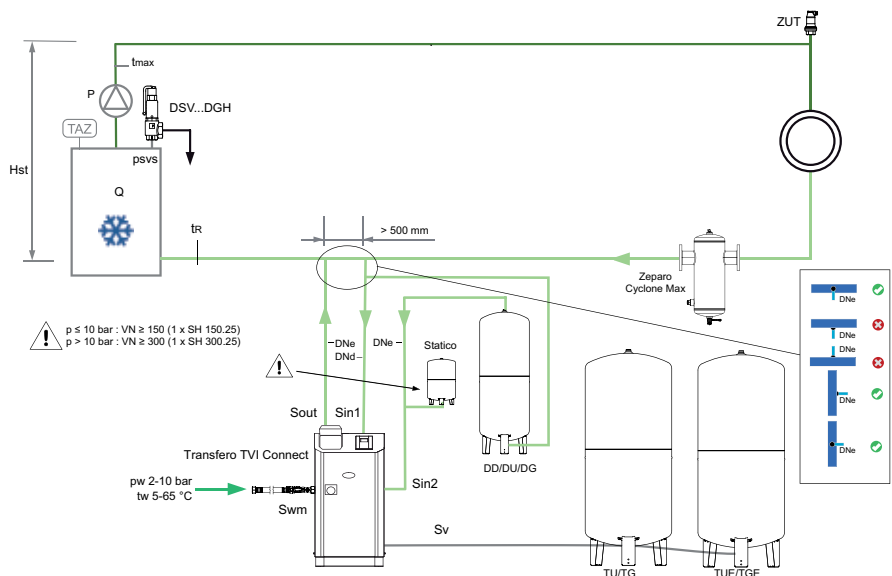 ZUT
tmax
P
DSV...DGH
TAZ
psvs
Hst
Q
tR
> 500 mm
Zeparo
Cyclone Max
DNe
DNe
DNe
DNe
DNe
p ≤ 10 bar : VN ≥ 150 (1 x SH 150.25)
p > 10 bar : VN ≥ 300 (1 x SH 300.25)
DNe
DNd
DNe
Statico
Sout
Sin1
Transfero TVI Connect
DD/DU/DG
pw 2-10 bar
tw 5-65 °C
Sin2
Swm
Sv
TU/TG
TUE/TGE